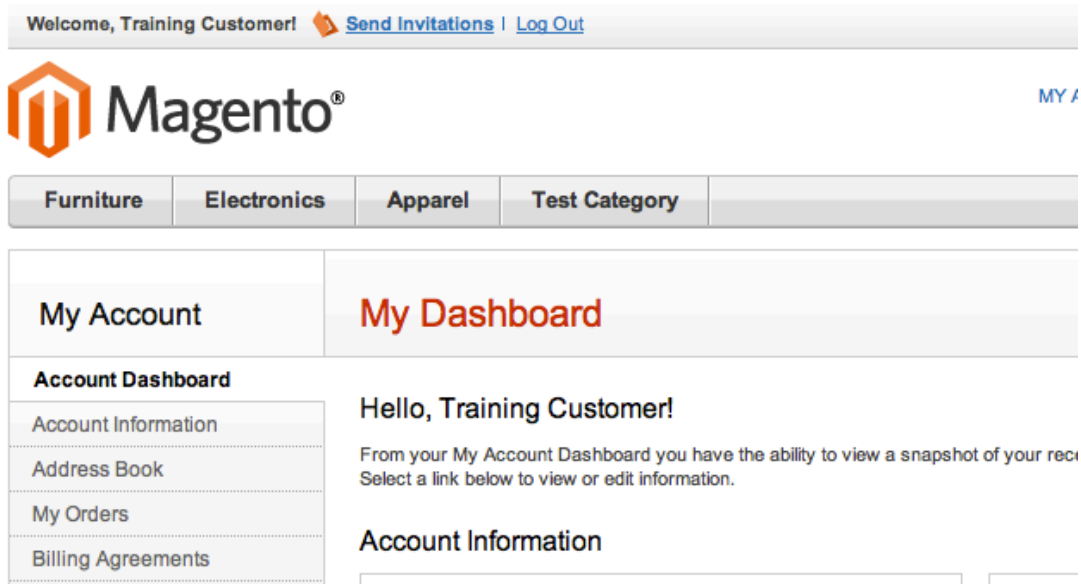 Welcome, Training Customer! Send Invitations | Log Out
Magento®
MY A
Furniture Electronics Apparel Test Category
My Account
My Dashboard
Account Dashboard
Account Information
Address Book
My Orders
Billing Agreements
Hello, Training Customer!
From your My Account Dashboard you have the ability to view a snapshot of your rece
Select a link below to view or edit information.
Account Information